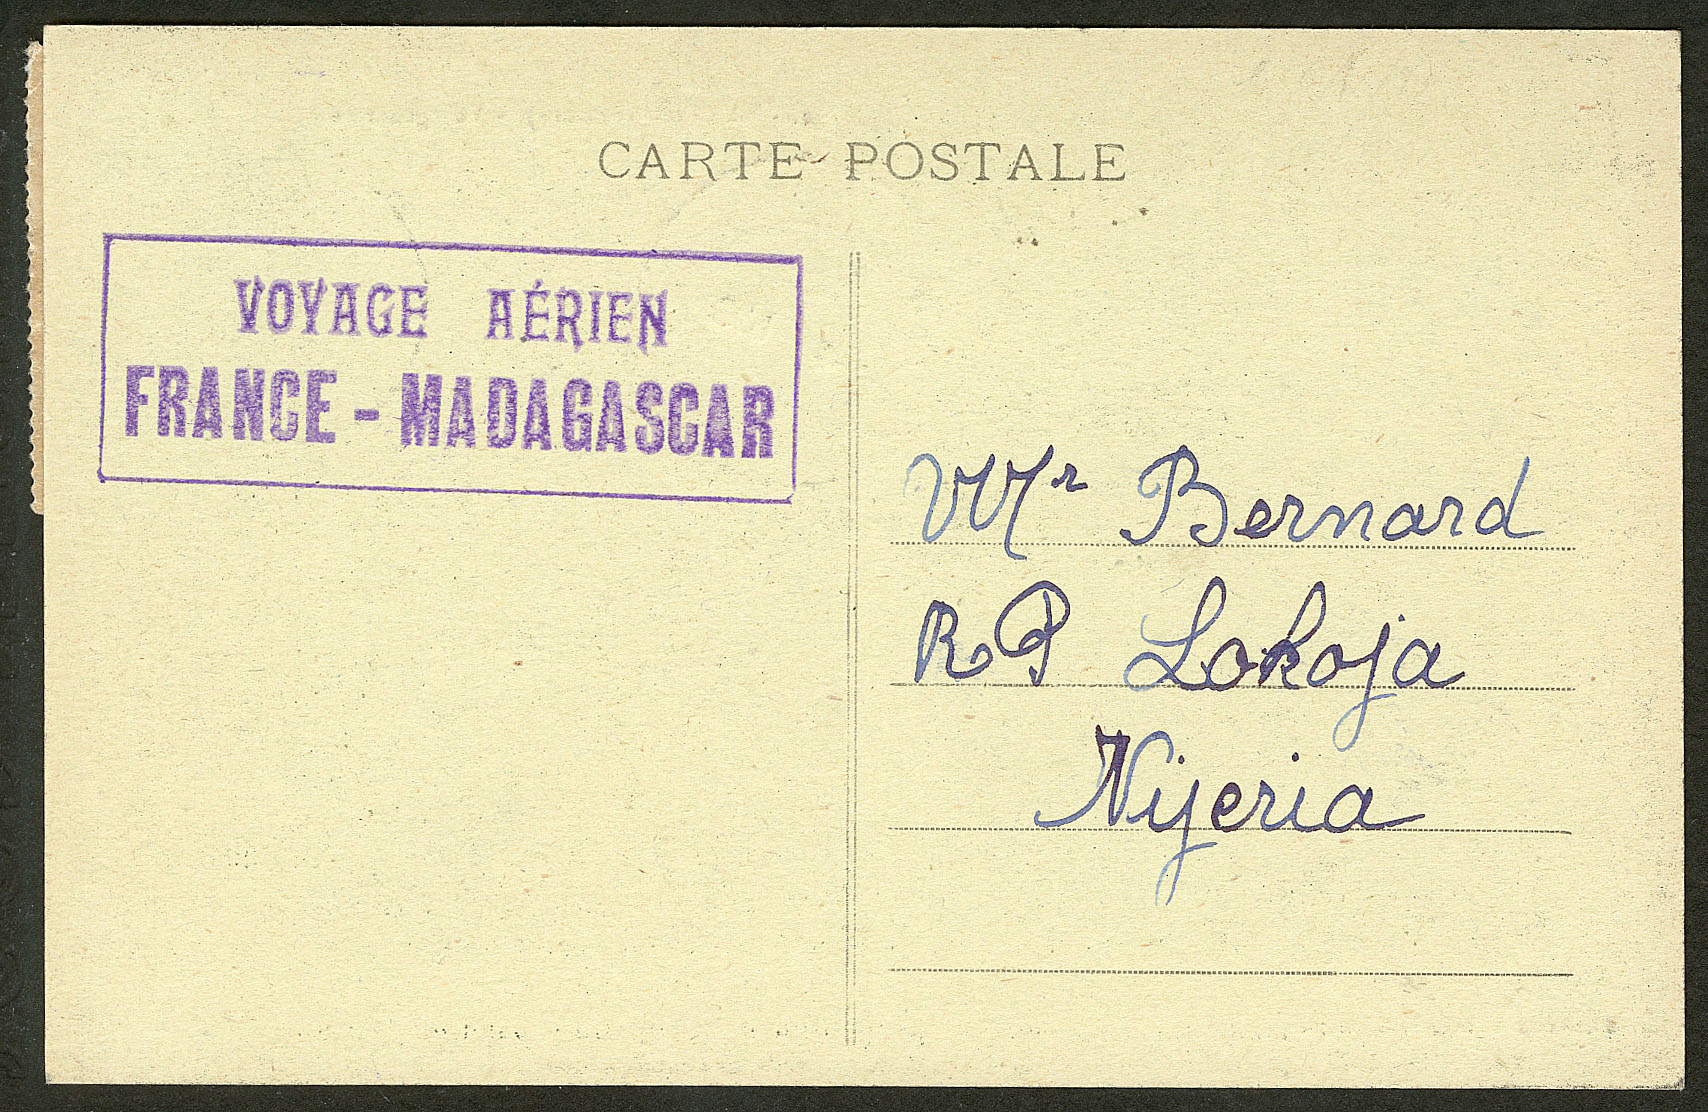 CARTE POSTALE
VOYAGE AÉRIEN
FRANCE - MADAGASCAR
Mr Bernard
RP Lokoja
Nijeria